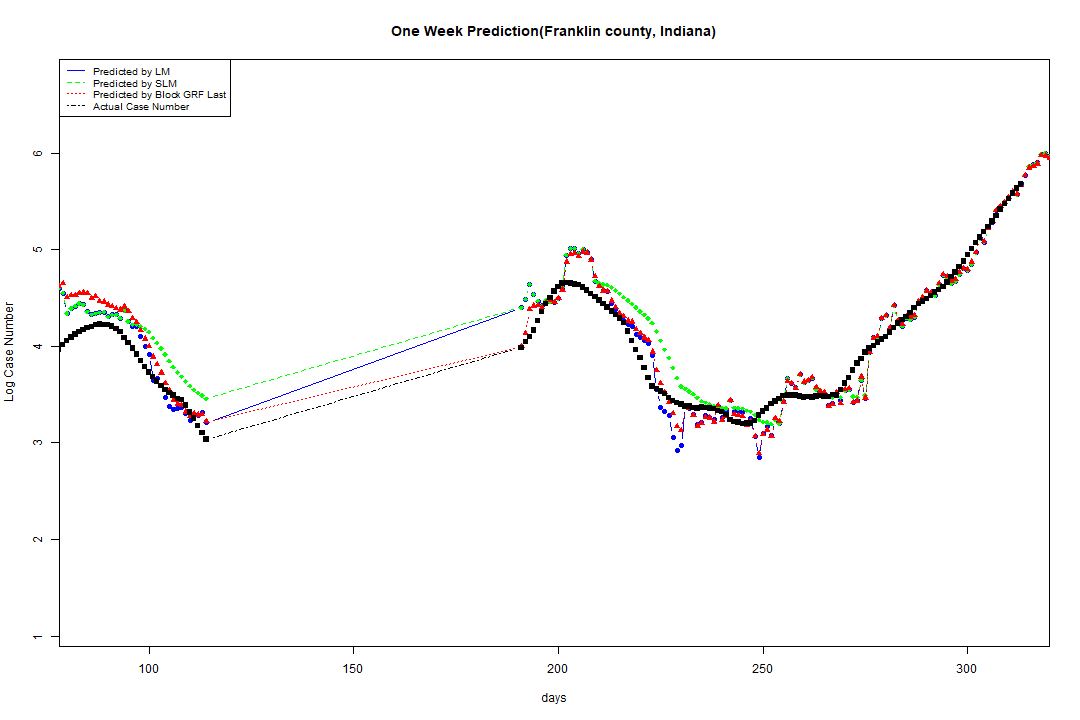 One Week Prediction(Franklin county, Indiana)
Predicted by LM
Predicted by SLM
Predicted by Block GRF Last
Actual Case Number
Log Case Number
6
5
4
3
2
1
100 150 200 250 300
days